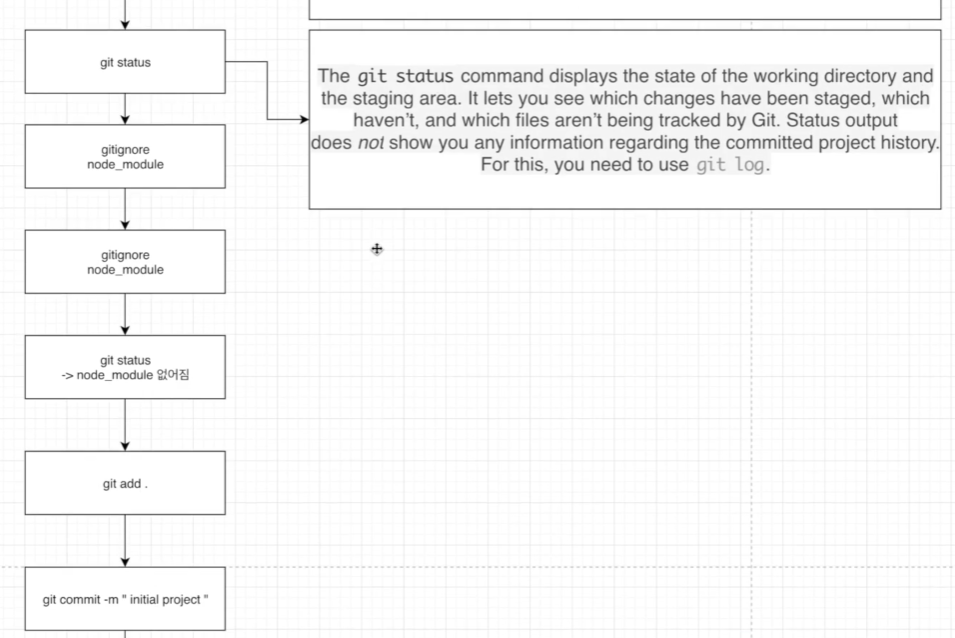 git status
The git status command displays the state of the working directory and
the staging area. It lets you see which changes have been staged, which
haven't, and which files aren't being tracked by Git. Status output
does not show you any information regarding the committed project history.
For this, you need to use git log.
gitignore
node_module
gitignore
node_module
git status
-> node_module 없어짐
git add .
git commit -m " initial project "